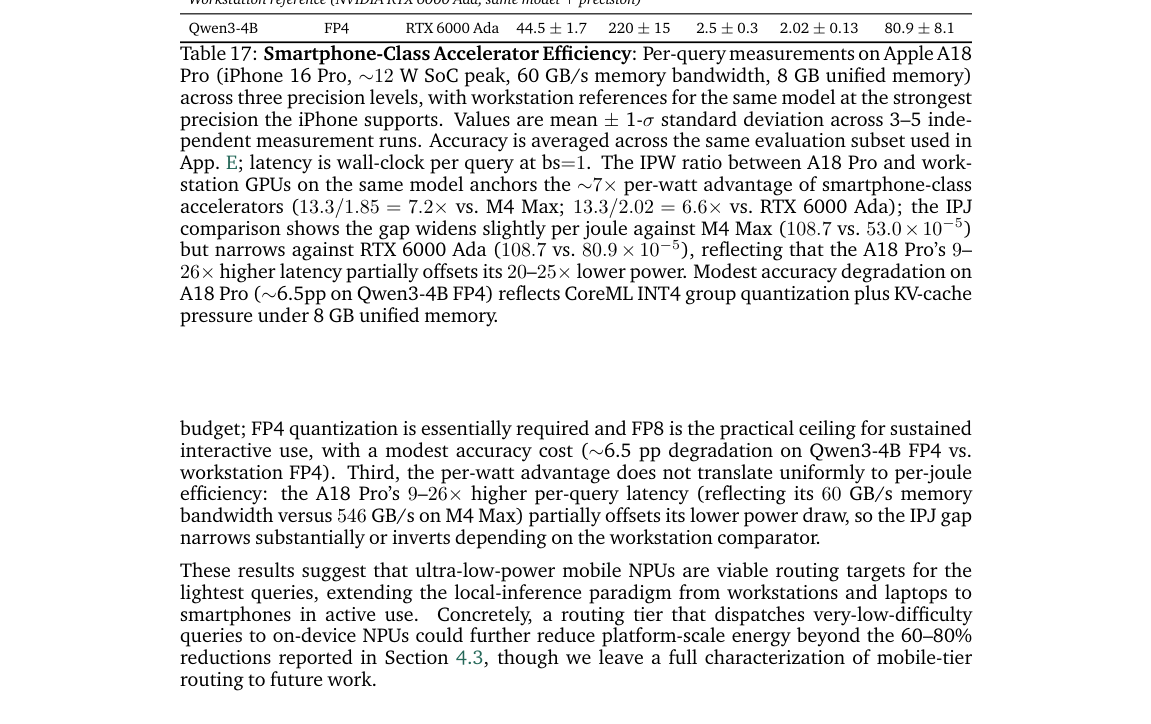 Workstation reference (NVIDIA RTX 6000 Ada, same model + precision)
Qwen3-4B FP4 RTX 6000 Ada 44.5 ± 1.7 220 ± 15 2.5 ± 0.3 2.02 ± 0.13 80.9 ± 8.1
Table 17: Smartphone-Class Accelerator Efficiency: Per-query measurements on Apple A18
Pro (iPhone 16 Pro, ∼12 W SoC peak, 60 GB/s memory bandwidth, 8 GB unified memory)
across three precision levels, with workstation references for the same model at the strongest
precision the iPhone supports. Values are mean ± 1-σ standard deviation across 3–5 inde-
pendent measurement runs. Accuracy is averaged across the same evaluation subset used in
App. E; latency is wall-clock per query at bs=1. The IPW ratio between A18 Pro and work-
station GPUs on the same model anchors the ∼7× per-watt advantage of smartphone-class
accelerators (13.3/1.85 = 7.2× vs. M4 Max; 13.3/2.02 = 6.6× vs. RTX 6000 Ada); the IPJ
comparison shows the gap widens slightly per joule against M4 Max (108.7 vs. 53.0 × 10⁻⁵)
but narrows against RTX 6000 Ada (108.7 vs. 80.9 × 10⁻⁵), reflecting that the A18 Pro's 9–
26× higher latency partially offsets its 20–25× lower power. Modest accuracy degradation on
A18 Pro (∼6.5pp on Qwen3-4B FP4) reflects CoreML INT4 group quantization plus KV-cache
pressure under 8 GB unified memory.
budget; FP4 quantization is essentially required and FP8 is the practical ceiling for sustained
interactive use, with a modest accuracy cost (∼6.5 pp degradation on Qwen3-4B FP4 vs.
workstation FP4). Third, the per-watt advantage does not translate uniformly to per-joule
efficiency: the A18 Pro's 9–26× higher per-query latency (reflecting its 60 GB/s memory
bandwidth versus 546 GB/s on M4 Max) partially offsets its lower power draw, so the IPJ gap
narrows substantially or inverts depending on the workstation comparator.
These results suggest that ultra-low-power mobile NPUs are viable routing targets for the
lightest queries, extending the local-inference paradigm from workstations and laptops to
smartphones in active use. Concretely, a routing tier that dispatches very-low-difficulty
queries to on-device NPUs could further reduce platform-scale energy beyond the 60–80%
reductions reported in Section 4.3, though we leave a full characterization of mobile-tier
routing to future work.